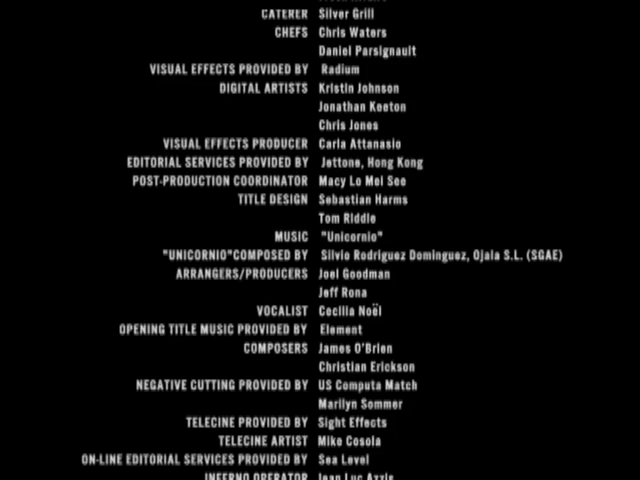 CATERER Silver Grill
CHEFS Chris Waters
Daniel Parsignault
VISUAL EFFECTS PROVIDED BY Radium
DIGITAL ARTISTS Kristin Johnson
Jonathan Keeton
Chris Jones
VISUAL EFFECTS PRODUCER Carla Attanasio
EDITORIAL SERVICES PROVIDED BY Jettone, Hong Kong
POST-PRODUCTION COORDINATOR Macy Lo Mei See
TITLE DESIGN Sebastian Harms
Tom Riddle
MUSIC "Unicornio"
"UNICORNIO"COMPOSED BY Silvio Rodriguez Dominguez, Ojala S.L. (SGAE)
ARRANGERS/PRODUCERS Joel Goodman
Jeff Rona
VOCALIST Cecilia Noël
OPENING TITLE MUSIC PROVIDED BY Element
COMPOSERS James O'Brien
Christian Erickson
NEGATIVE CUTTING PROVIDED BY US Computa Match
Marilyn Sommer
TELECINE PROVIDED BY Sight Effects
TELECINE ARTIST Mike Cosola
ON-LINE EDITORIAL SERVICES PROVIDED BY Sea Level
INFERNO OPERATOR Jean Luc Azzis